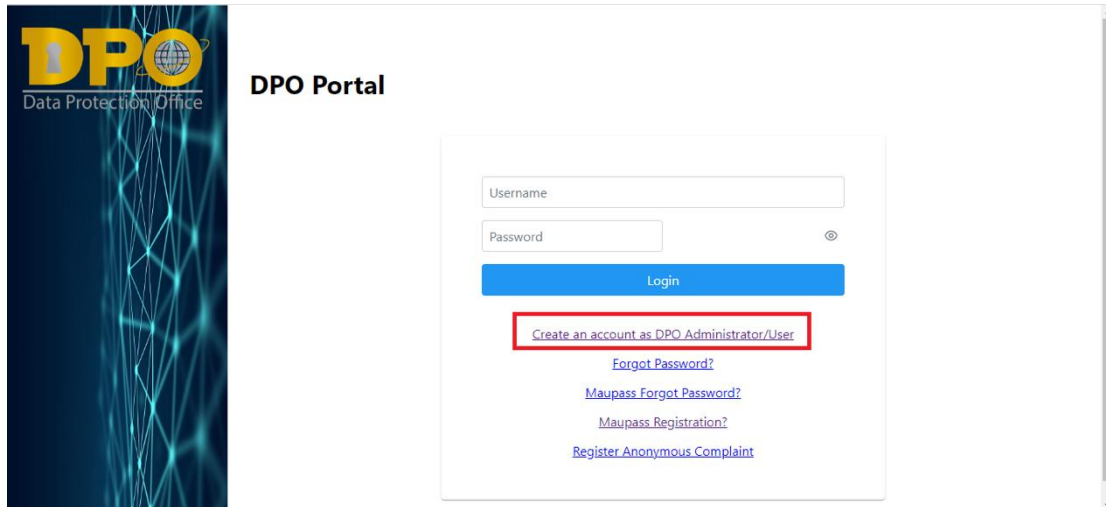 DPO
Data Protection Office
DPO Portal
Username
Password
Login
Create an account as DPO Administrator/User
Forgot Password?
Maupass Forgot Password?
Maupass Registration?
Register Anonymous Complaint